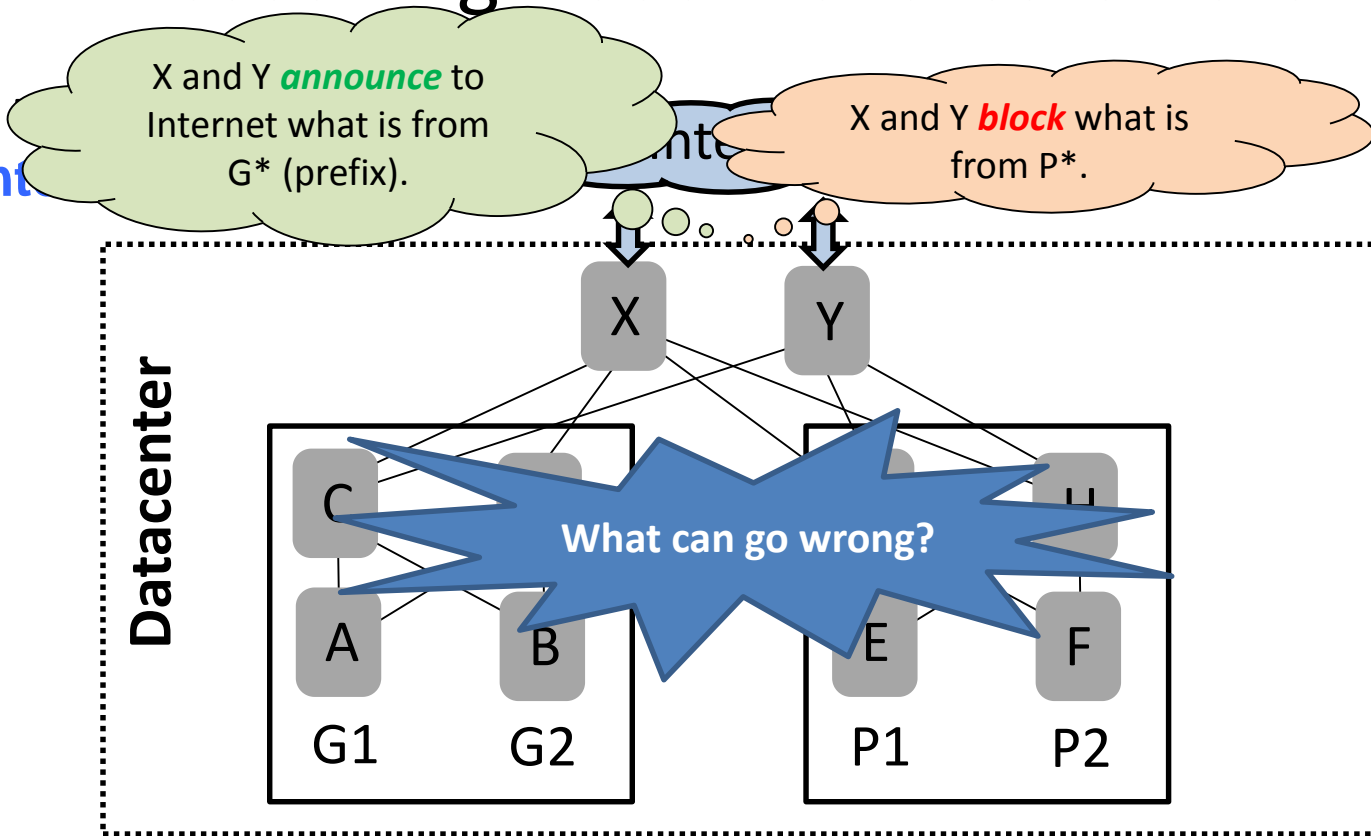 X and Y announce to
Internet what is from
G* (prefix).
X and Y block what is
from P*.
X
Y
Datacenter
C
What can go wrong?
A
B
E
F
G1
G2
P1
P2